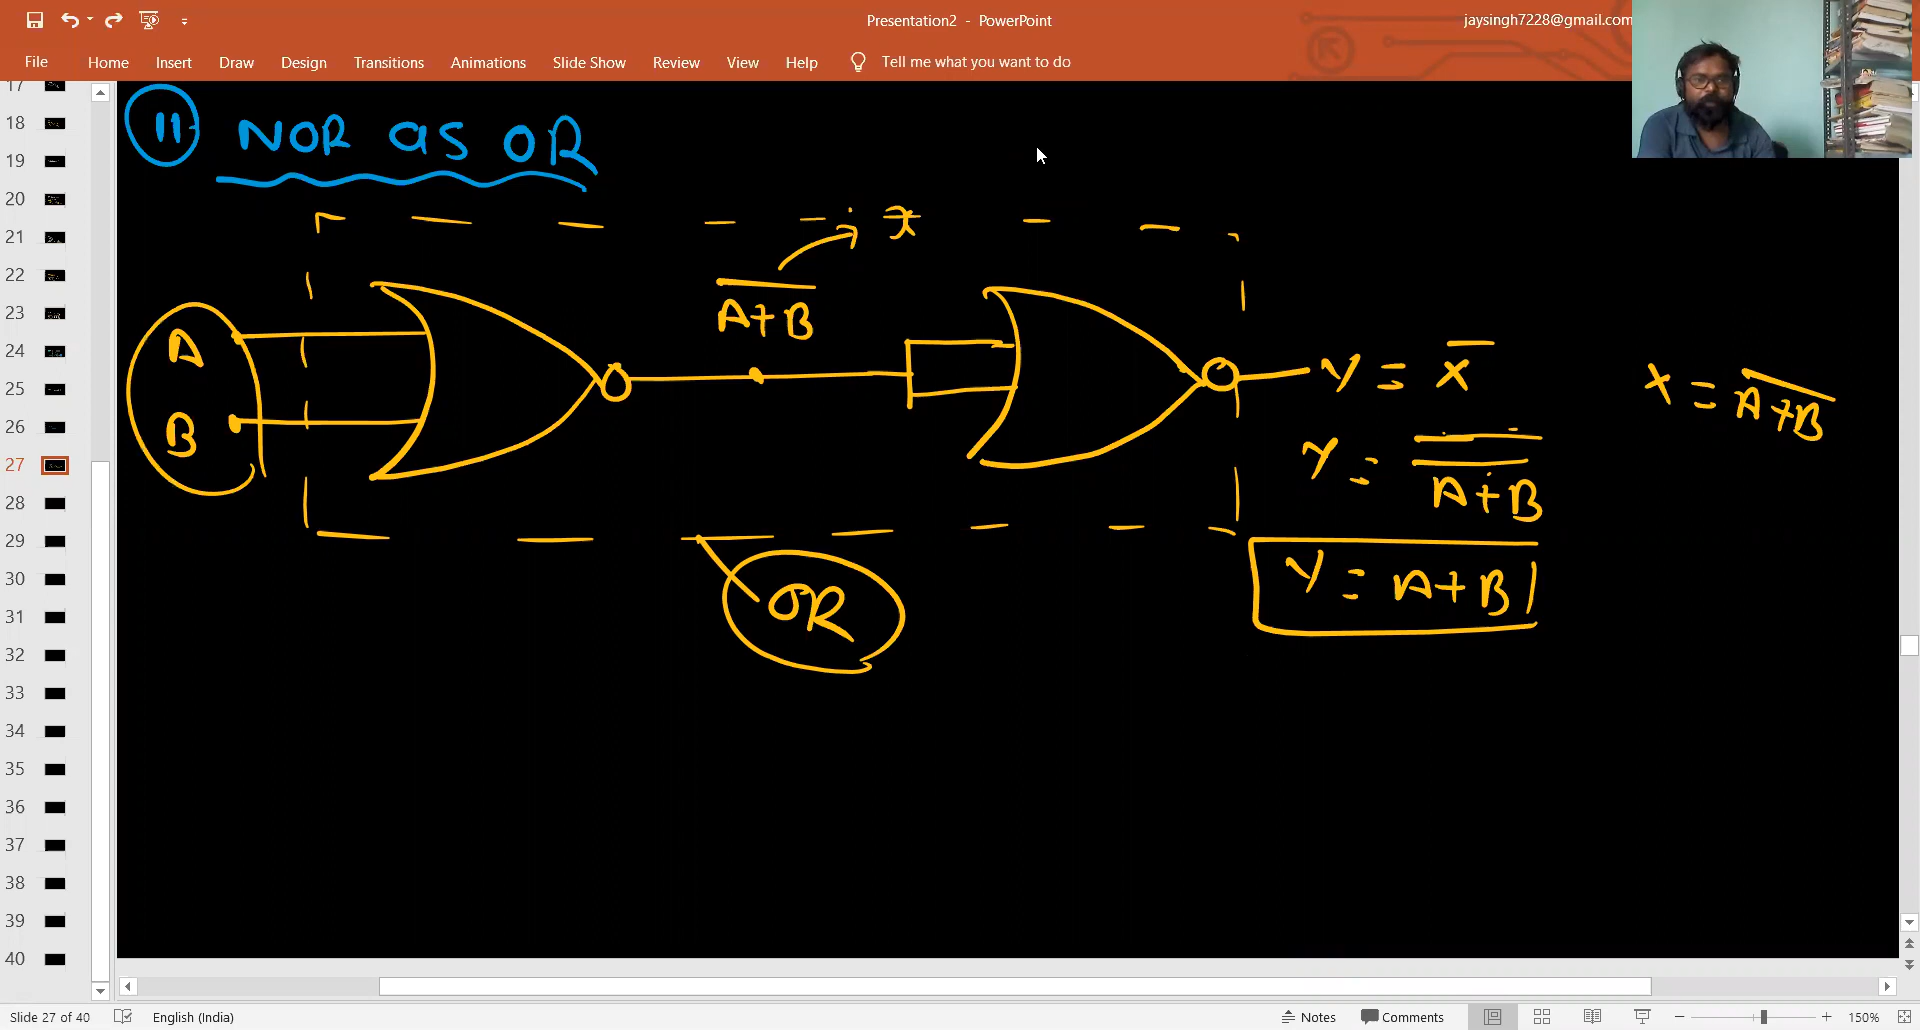 Presentation2 - PowerPoint
jaysingh7228@gmail.com
File Home Insert Draw Design Transitions Animations Slide Show Review View Help Tell me what you want to do
17
18
19
20
21
22
23
24
25
26
27
28
29
30
31
32
33
34
35
36
37
38
39
40
11 NOR as OR
x
A+B
A
B
Y = x̅
X = \overline{A+B}
Y = \overline{\overline{A+B}}
Y = A+B
OR
Slide 27 of 40 English (India) Notes Comments 150%